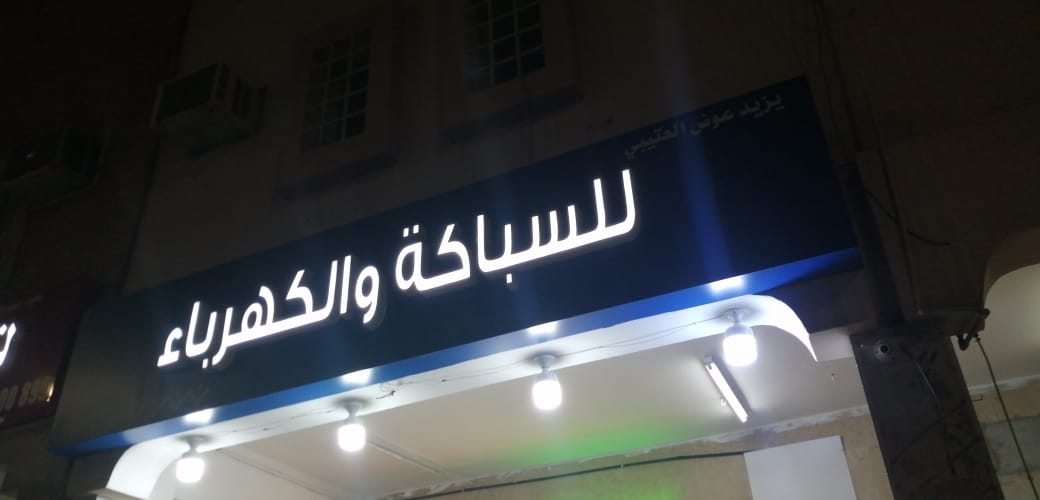 يزيد عوض العتيبي
للسباكة والكهرباء